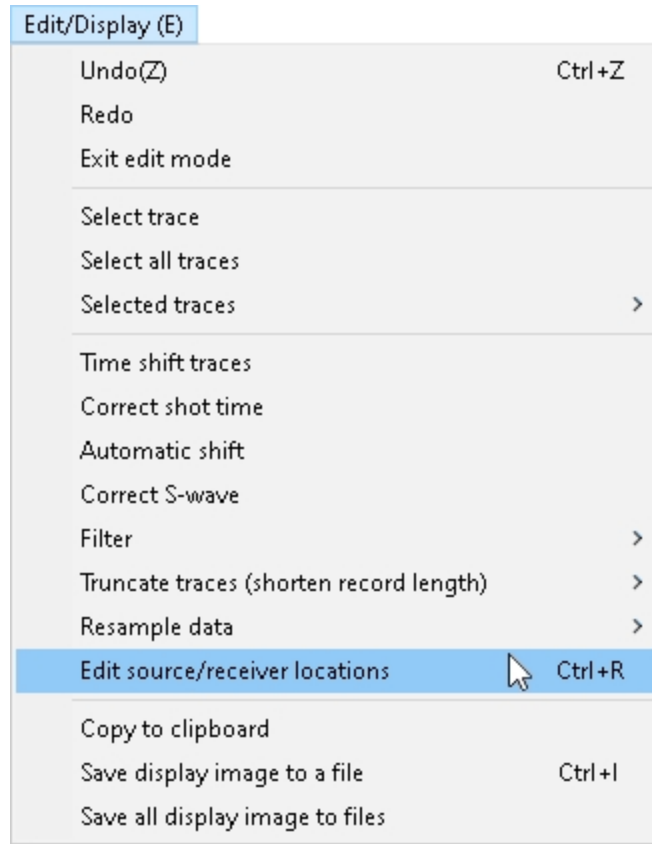 Edit/Display (E)
Undo(Z) Ctrl+Z
Redo
Exit edit mode
Select trace
Select all traces
Selected traces
Time shift traces
Correct shot time
Automatic shift
Correct S-wave
Filter
Truncate traces (shorten record length)
Resample data
Edit source/receiver locations Ctrl+R
Copy to clipboard
Save display image to a file Ctrl+I
Save all display image to files